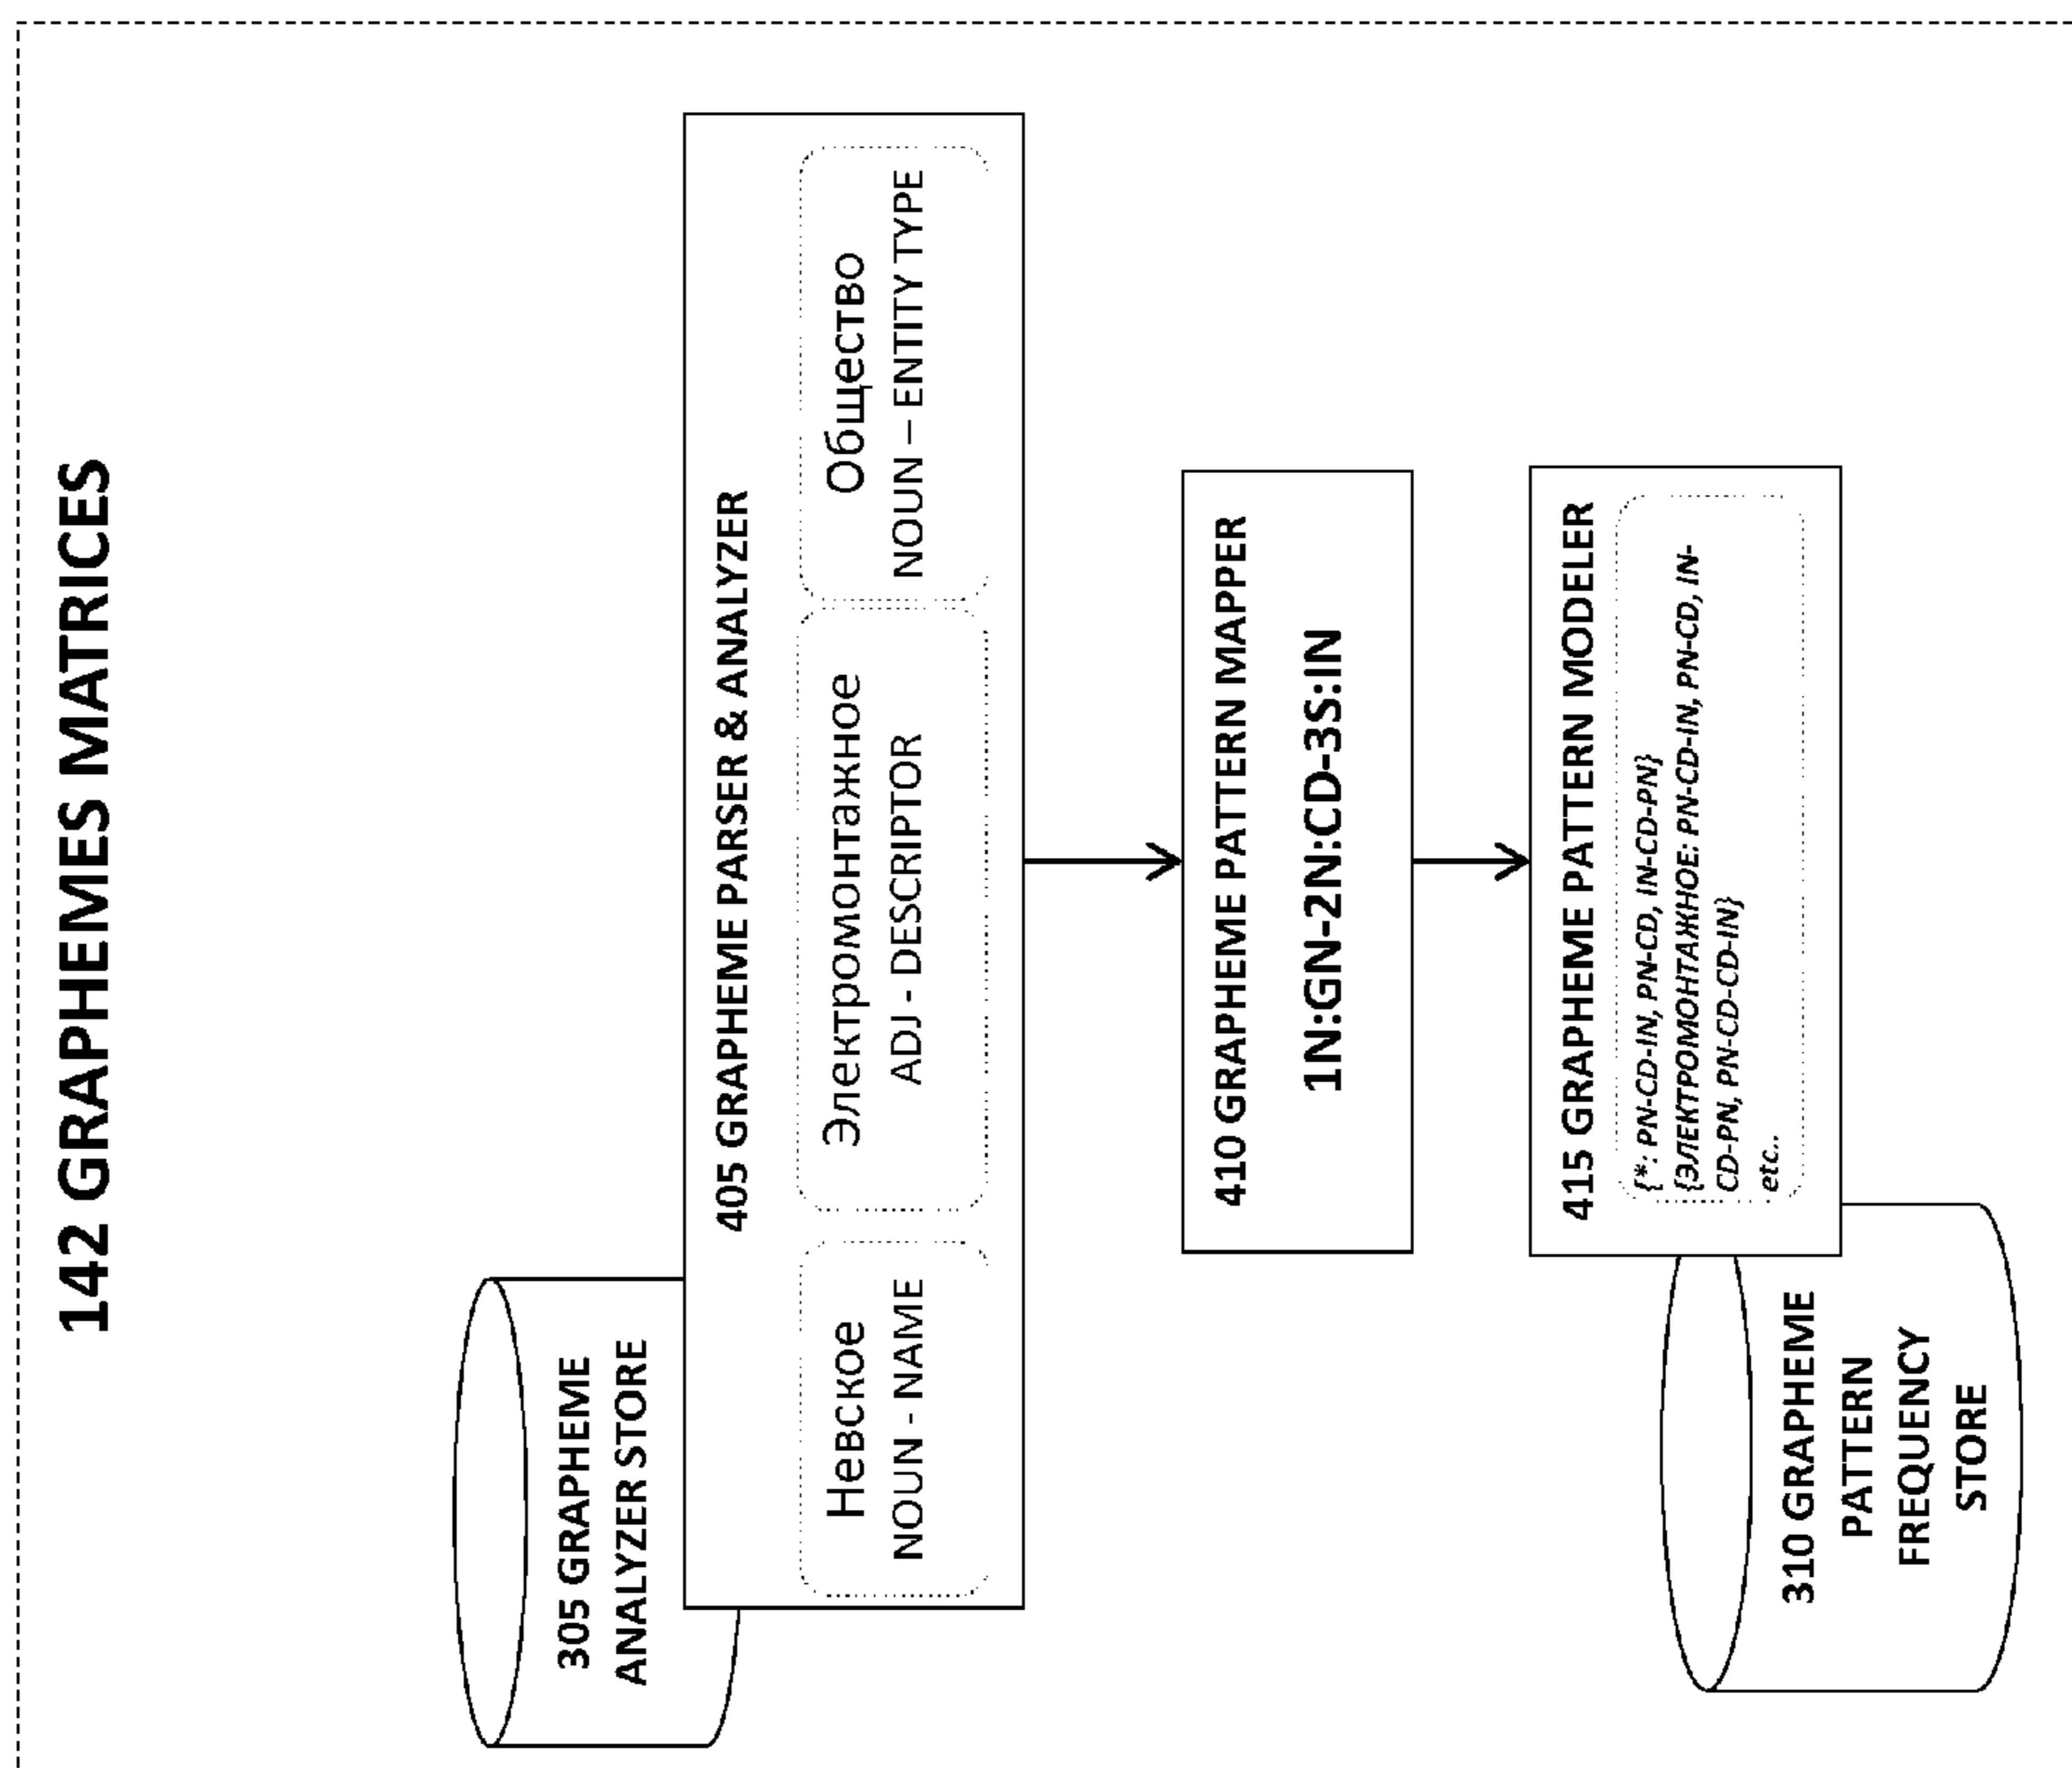 142 GRAPHEMES MATRICES
305 GRAPHEME
ANALYZER STORE
405 GRAPHEME PARSER & ANALYZER
Невское
NOUN - NAME
Электромонтажное
ADJ - DESCRIPTOR
Общество
NOUN – ENTITY TYPE
410 GRAPHEME PATTERN MAPPER
1N:GN-2N:CD-3S:IN
415 GRAPHEME PATTERN MODELER
{*: PN-CD-IN, PN-CD, IN-CD-PN}
{ЭЛЕКТРОМОНТАЖНОЕ: PN-CD-IN, PN-CD, IN-
CD-PN, PN-CD-CD-IN}
etc..
310 GRAPHEME
PATTERN
FREQUENCY
STORE